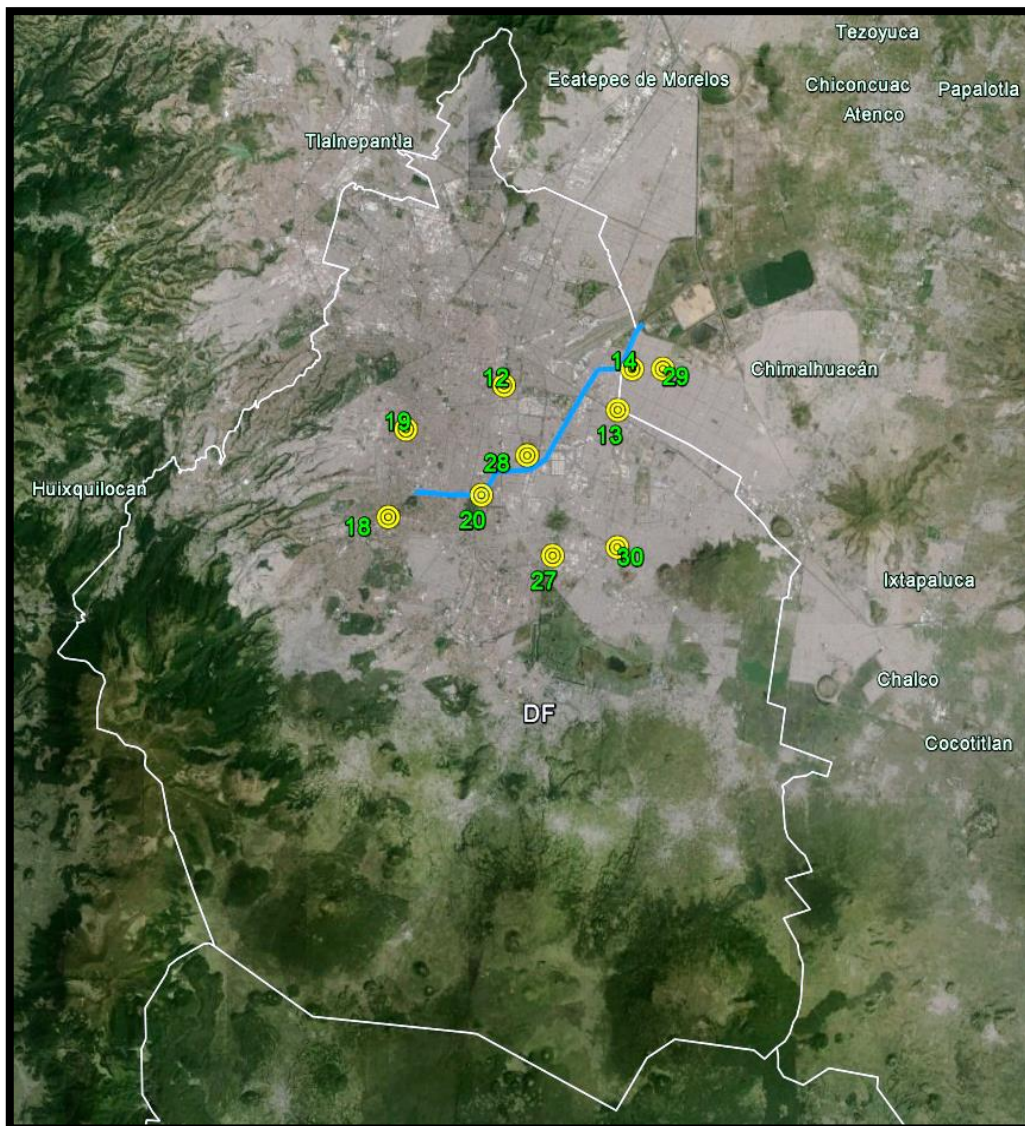 Tezoyuca
Ecatepec de Morelos
Chiconcuac
Papalotla
Atenco
Tlalnepantla
14
29
Chimalhuacán
12
19
13
28
Huixquilocan
20
18
30
27
Ixtapaluca
Chalco
DF
Cocotitlan